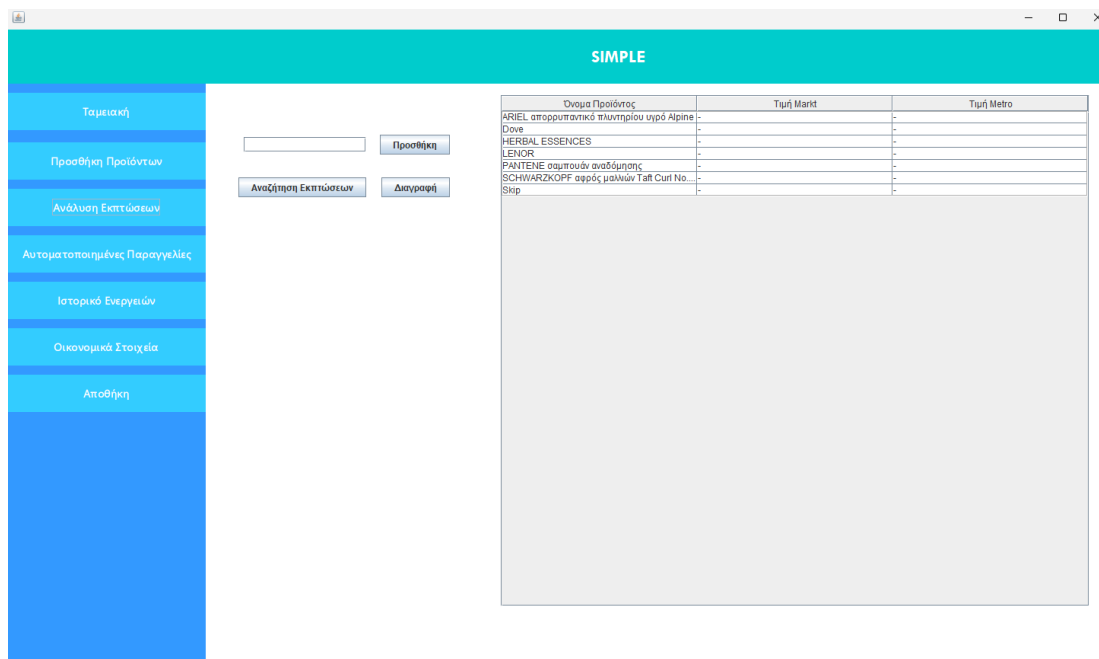 SIMPLE
Ταμειακή
Προσθήκη Προϊόντων
Ανάλυση Εκπτώσεων
Αυτοματοποιημένες Παραγγελίες
Ιστορικό Ενεργειών
Οικονομικά Στοιχεία
Αποθήκη
Προσθήκη
Αναζήτηση Εκπτώσεων Διαγραφή
Όνομα Προϊόντος Τιμή Markt Τιμή Metro
ARIEL απορρυπαντικό πλυντηρίου υγρό Alpine - -
Dove - -
HERBAL ESSENCES - -
LENOR - -
PANTENE σαμπουάν αναδόμησης - -
SCHWARZKOPF αφρός μαλλιών Taft Curl No.... - -
Skip - -